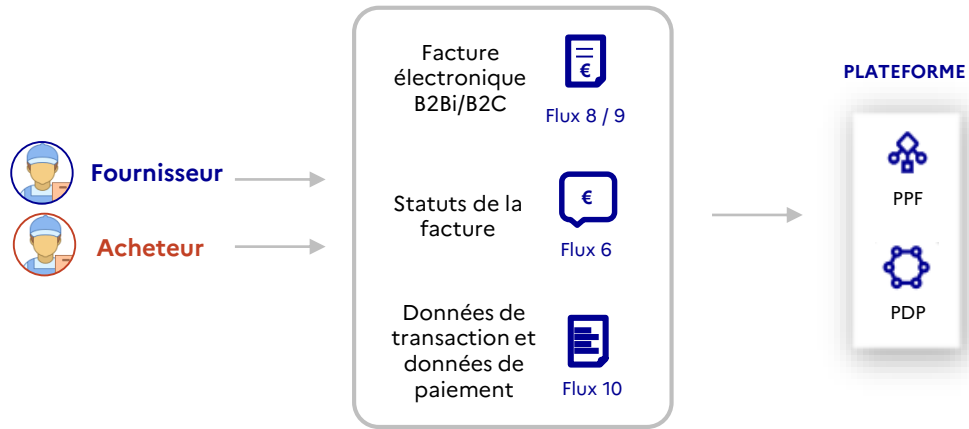 Fournisseur
Acheteur
Facture
électronique
B2Bi/B2C
€
Flux 8 / 9
Statuts de la
facture
€
Flux 6
Données de
transaction et
données de
paiement
Flux 10
PLATEFORME
PPF
PDP